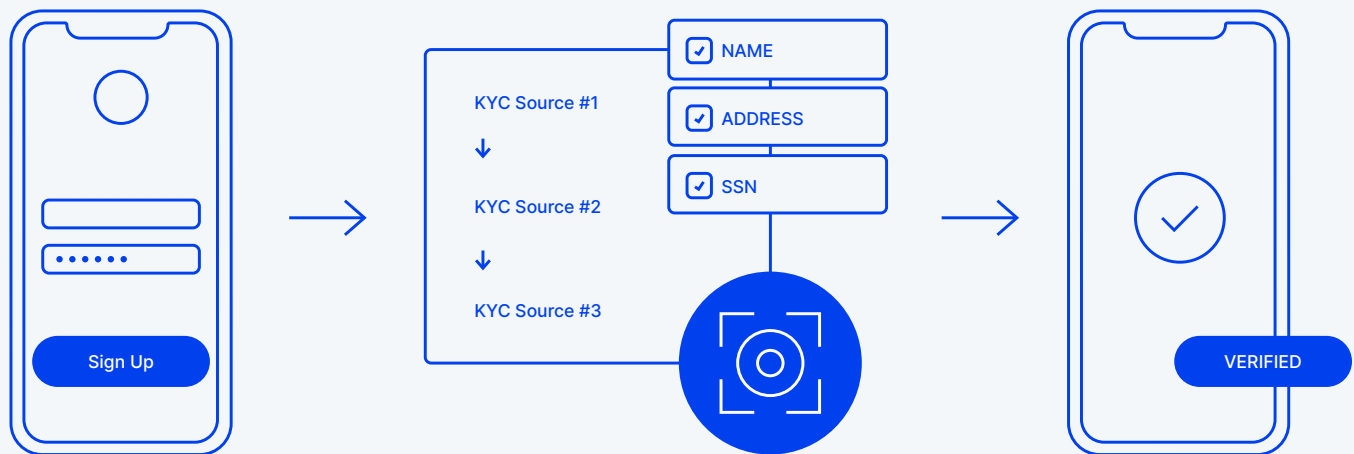 Sign Up
KYC Source #1
KYC Source #2
KYC Source #3
NAME
ADDRESS
SSN
VERIFIED